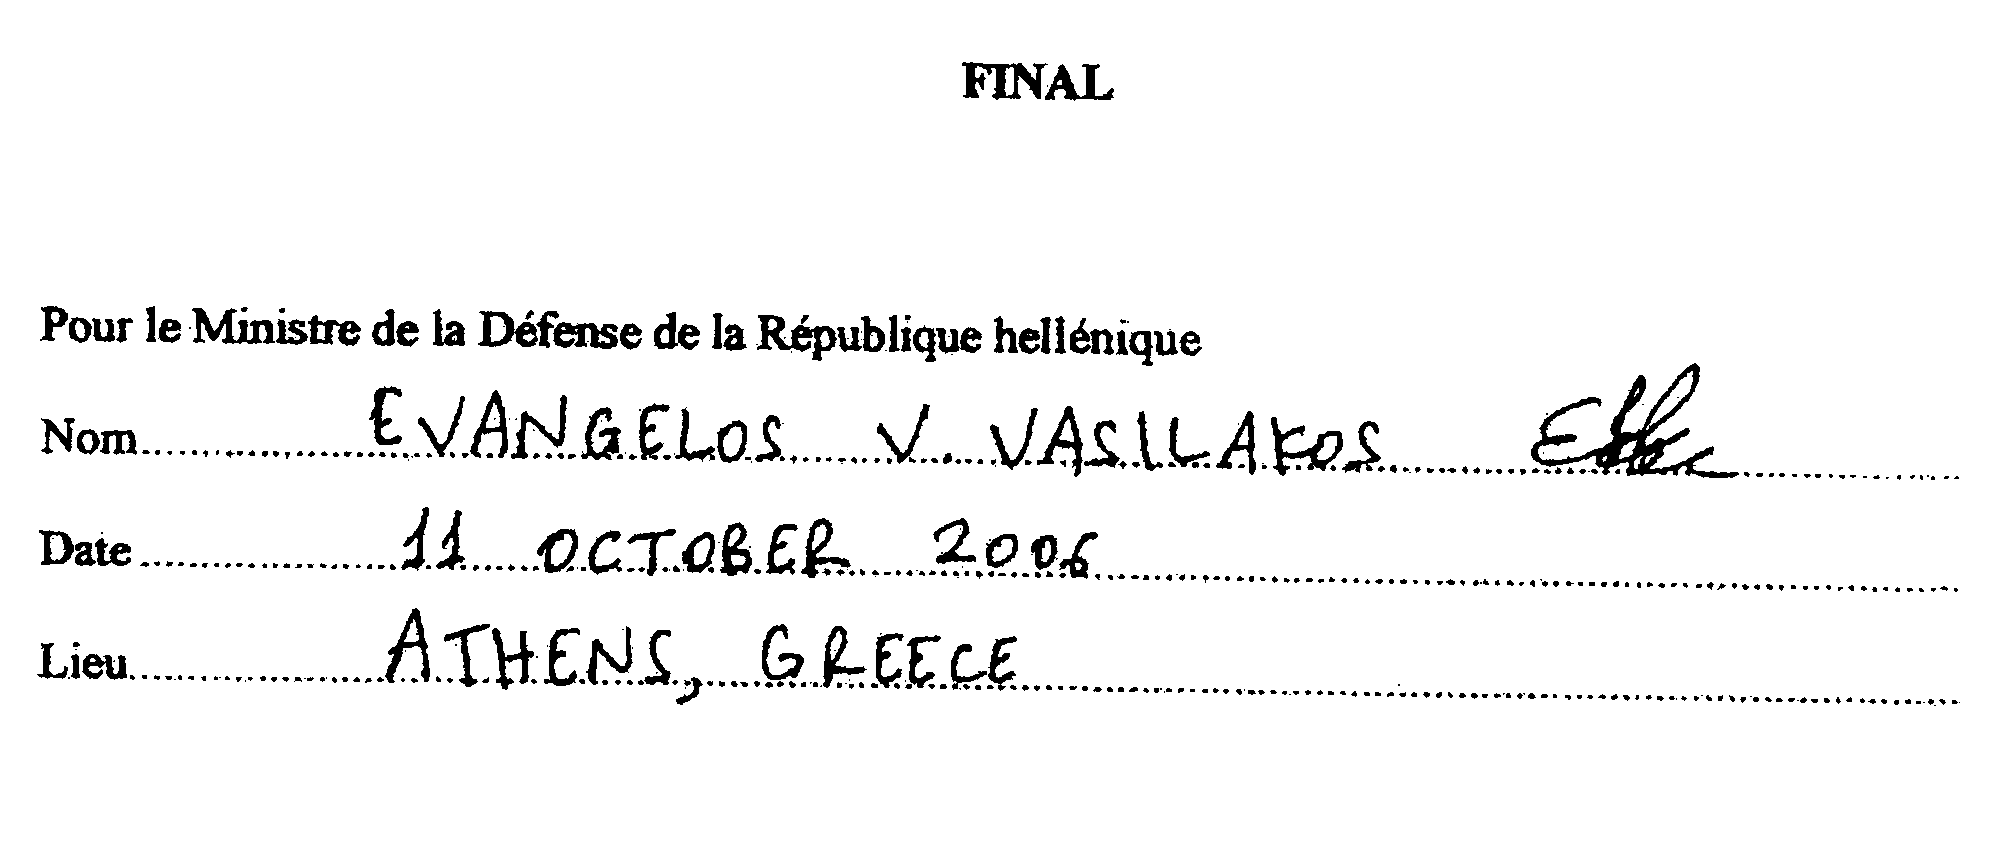 FINAL
Pour le Ministre de la Défense de la République hellénique
Nom.......... EVANGELOS V. VASILAKOS
Date.......... 11 OCTOBER 2006
Lieu.......... ATHENS, GREECE